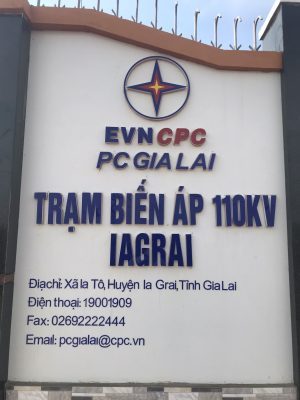 EVNCPC
PC GIA LAI
TRẠM BIẾN ÁP 110KV
IAGRAI
Địa chỉ: Xã Ia Tô, Huyện Ia Grai, Tỉnh Gia Lai
Điện thoại: 19001909
Fax: 02692222444
Email: pcgialai@cpc.vn